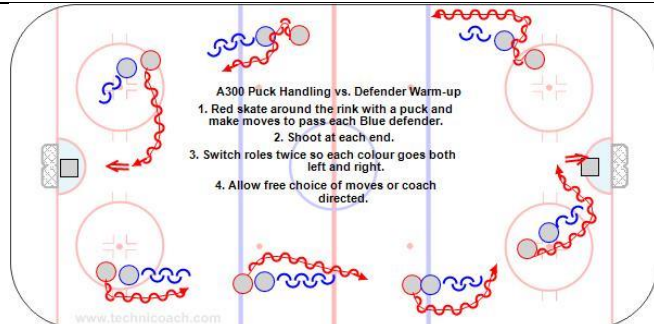 A300 Puck Handling vs. Defender Warm-up
1. Red skate around the rink with a puck and
make moves to pass each Blue defender.
2. Shoot at each end.
3. Switch roles twice so each colour goes both
left and right.
4. Allow free choice of moves or coach
directed.
www.technicoach.com